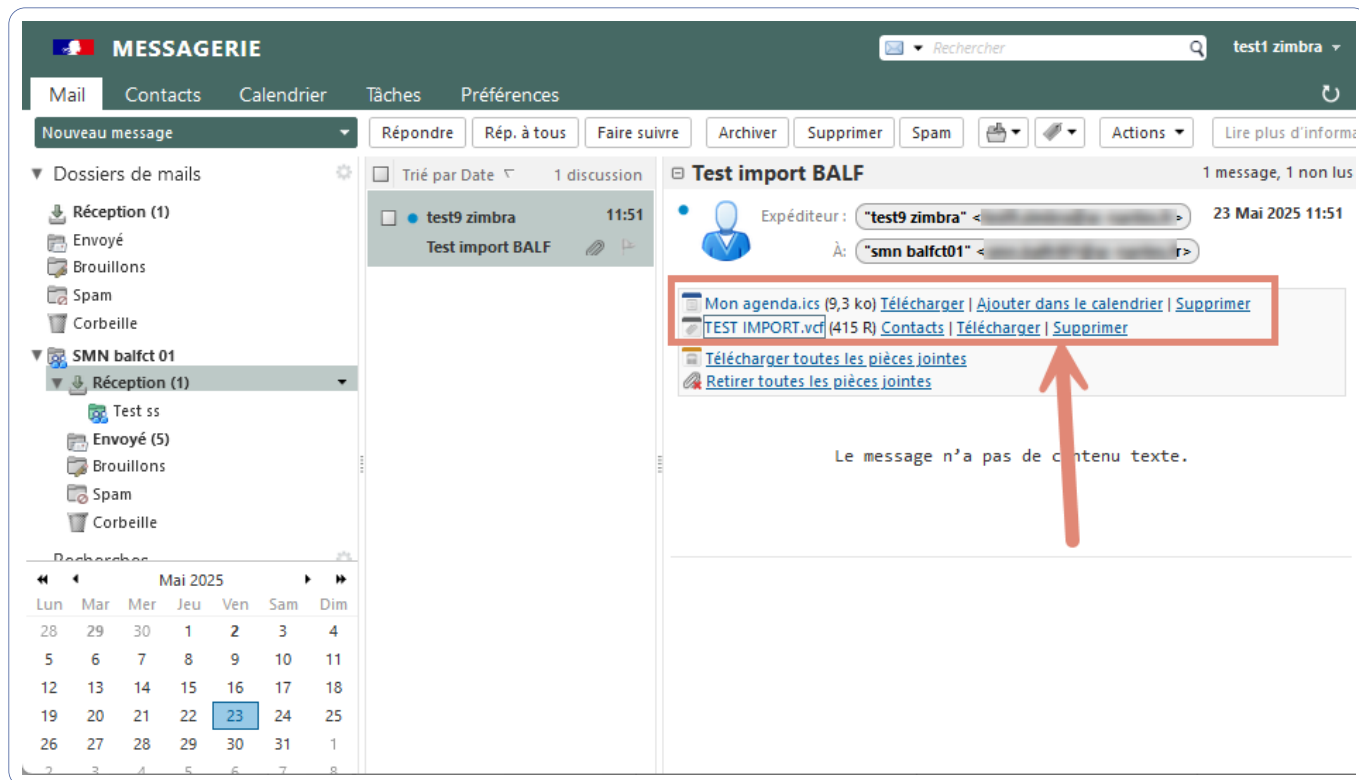 MESSAGERIE
Rechercher
test1 zimbra
Mail Contacts Calendrier Tâches Préférences
Nouveau message
Répondre Rép. à tous Faire suivre Archiver Supprimer Spam Actions Lire plus d'informa
Dossiers de mails
Réception (1)
Envoyé
Brouillons
Spam
Corbeille
SMN balfct 01
Réception (1)
Test ss
Envoyé (5)
Brouillons
Spam
Corbeille
Recherches
Mai 2025
Lun Mar Mer Jeu Ven Sam Dim
28 29 30 1 2 3 4
5 6 7 8 9 10 11
12 13 14 15 16 17 18
19 20 21 22 23 24 25
26 27 28 29 30 31 1
2 3 4 5 6 7 8
Trié par Date 1 discussion
test9 zimbra 11:51
Test import BALF
Test import BALF 1 message, 1 non lus
Expéditeur : "test9 zimbra" < > 23 Mai 2025 11:51
À: "smn balfct01" < r>
Mon agenda.ics (9,3 ko) Télécharger | Ajouter dans le calendrier | Supprimer
TEST IMPORT.vcf (415 R) Contacts | Télécharger | Supprimer
Télécharger toutes les pièces jointes
Retirer toutes les pièces jointes
Le message n'a pas de contenu texte.